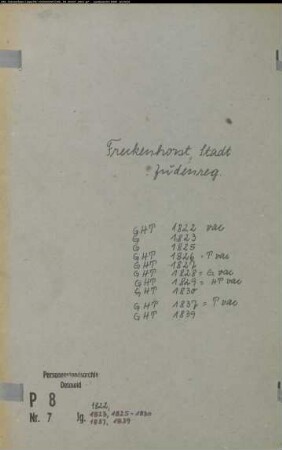 Freckenhorst, Stadt
Judenreg.
GHT 1822 vac
G 1823
G 1825
GHT 1826 = T vac
GHT 1827
GHT 1828 = G vac
GHT 1829 = HT vac
GHT 1830
GHT 1837 = T vac
GHT 1839
Personenstandsarchiv
Detmold
P 8
Nr. 7 Jg. 1822,
1823, 1825-1830
1837, 1839